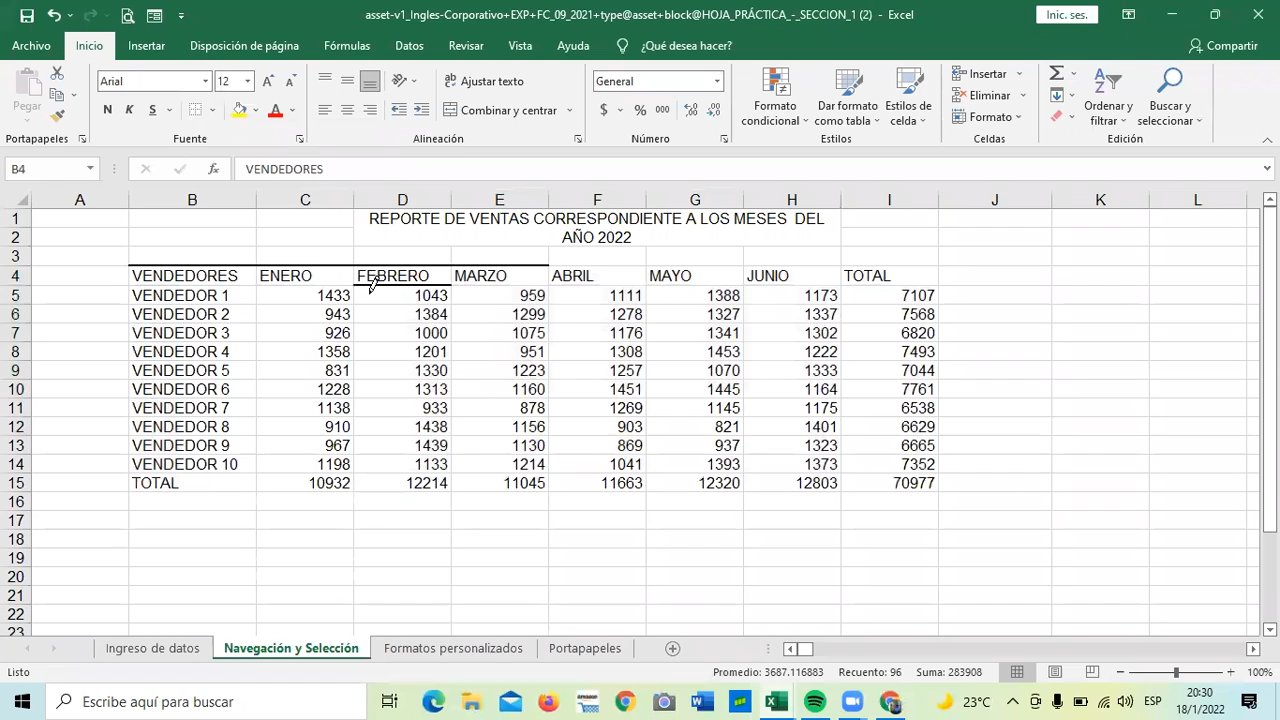 asset-v1_Ingles-Corporativo+EXP+FC_09_2021+type@asset+block@HOJA_PRÁCTICA_-_SECCION_1 (2) - Excel
Inic. ses.
Archivo Inicio Insertar Disposición de página Fórmulas Datos Revisar Vista Ayuda ¿Qué desea hacer? Compartir
Pegar
Arial 12
N K S
Ajustar texto
Combinar y centrar
General
$ % 000
Formato condicional
Dar formato como tabla
Estilos de celda
Insertar
Eliminar
Formato
Ordenar y filtrar
Buscar y seleccionar
Portapapeles Fuente Alineación Número Estilos Celdas Edición
B4 fx VENDEDORES
A B C D E F G H I J K L
1 REPORTE DE VENTAS CORRESPONDIENTE A LOS MESES DEL
2 AÑO 2022
3
4 VENDEDORES ENERO FEBRERO MARZO ABRIL MAYO JUNIO TOTAL
5 VENDEDOR 1 1433 1043 959 1111 1388 1173 7107
6 VENDEDOR 2 943 1384 1299 1278 1327 1337 7568
7 VENDEDOR 3 926 1000 1075 1176 1341 1302 6820
8 VENDEDOR 4 1358 1201 951 1308 1453 1222 7493
9 VENDEDOR 5 831 1330 1223 1257 1070 1333 7044
10 VENDEDOR 6 1228 1313 1160 1451 1445 1164 7761
11 VENDEDOR 7 1138 933 878 1269 1145 1175 6538
12 VENDEDOR 8 910 1438 1156 903 821 1401 6629
13 VENDEDOR 9 967 1439 1130 869 937 1323 6665
14 VENDEDOR 10 1198 1133 1214 1041 1393 1373 7352
15 TOTAL 10932 12214 11045 11663 12320 12803 70977
16
17
18
19
20
21
22
23
Ingreso de datos Navegación y Selección Formatos personalizados Portapapeles
Listo Promedio: 3687.116883 Recuento: 96 Suma: 283908 100%
Escribe aquí para buscar 23°C ESP 20:30
18/1/2022